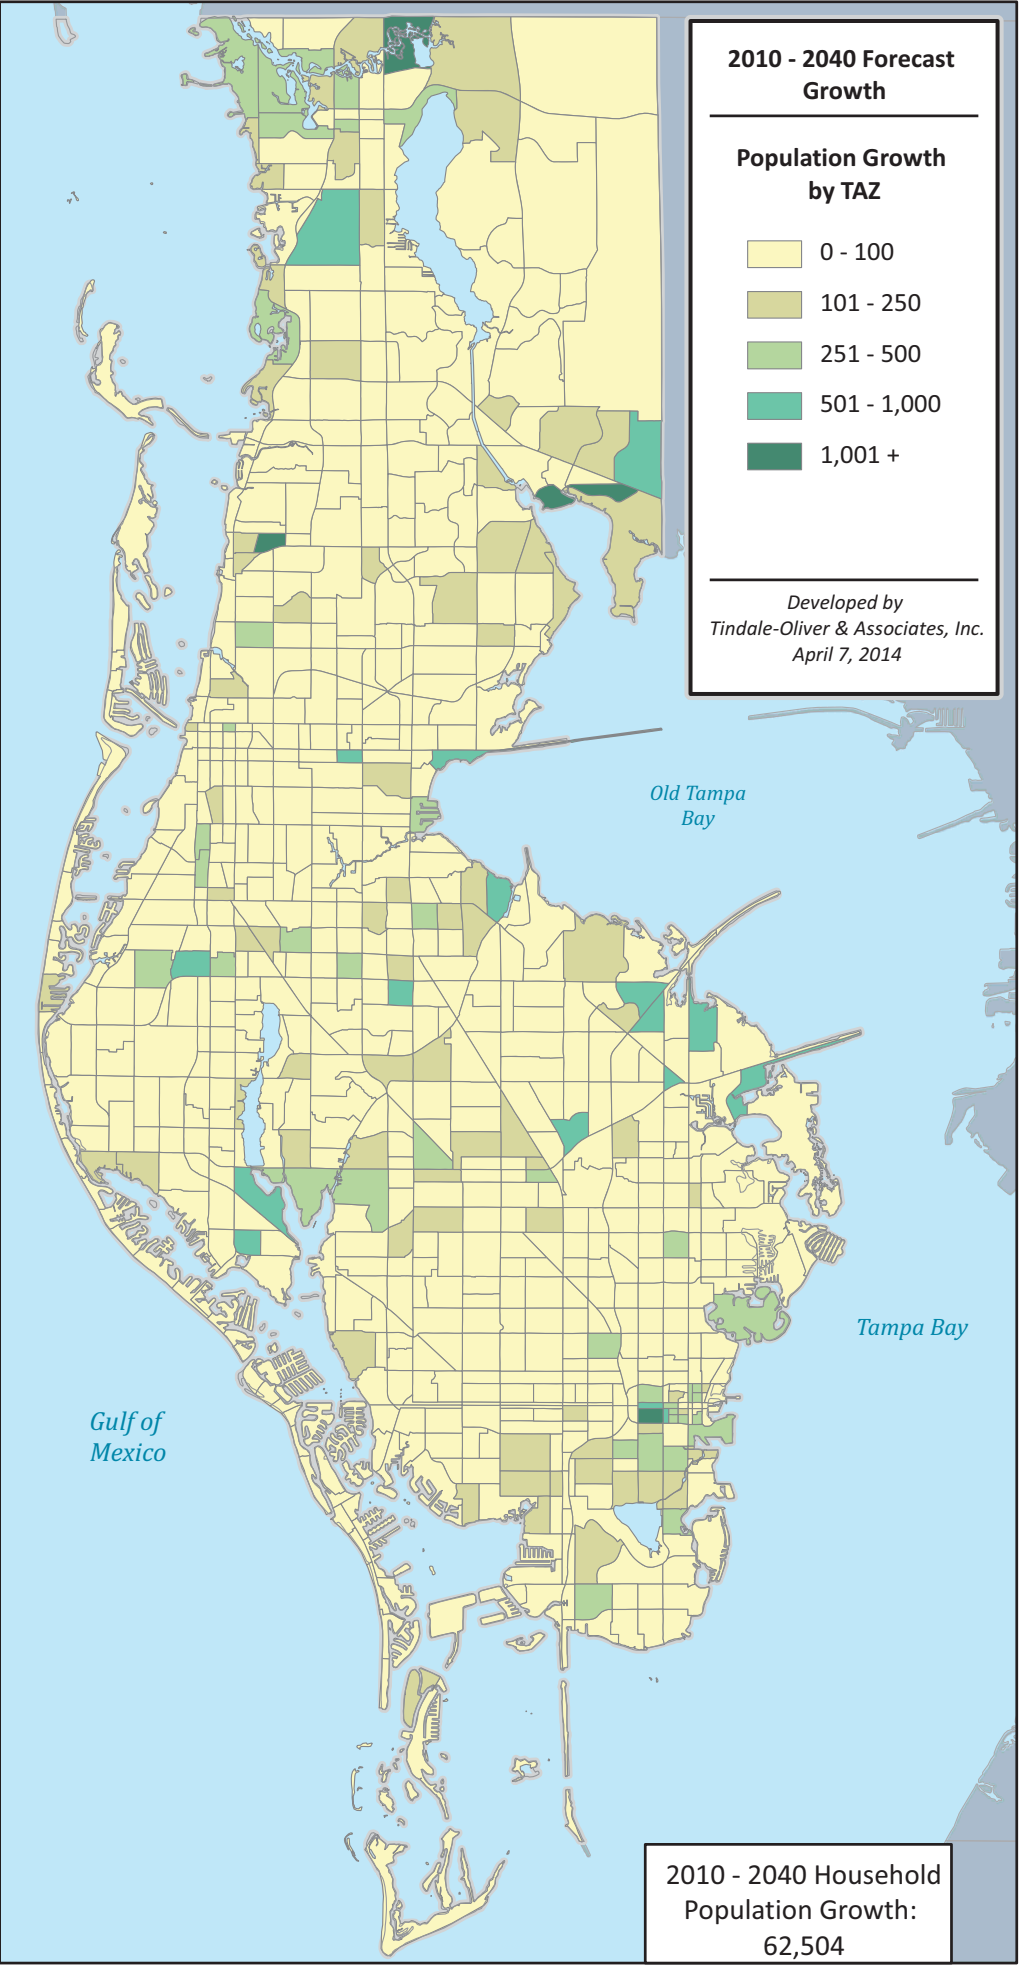 2010 - 2040 Forecast
Growth
Population Growth
by TAZ
0 - 100
101 - 250
251 - 500
501 - 1,000
1,001 +
Developed by
Tindale-Oliver & Associates, Inc.
April 7, 2014
Old Tampa
Bay
Tampa Bay
Gulf of
Mexico
2010 - 2040 Household
Population Growth:
62,504